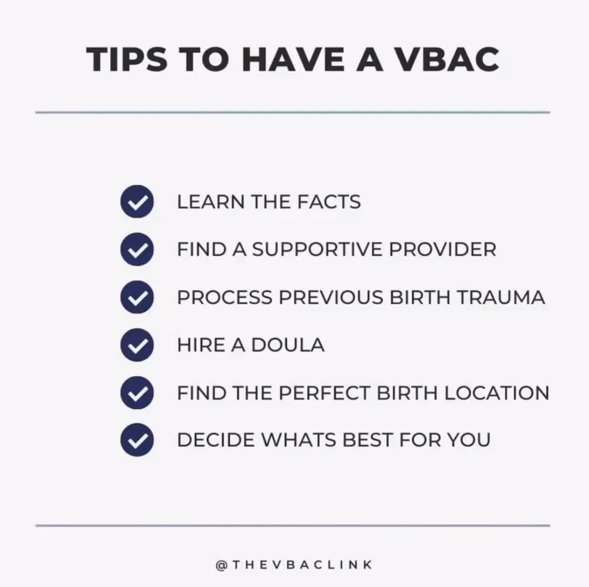 TIPS TO HAVE A VBAC
LEARN THE FACTS
FIND A SUPPORTIVE PROVIDER
PROCESS PREVIOUS BIRTH TRAUMA
HIRE A DOULA
FIND THE PERFECT BIRTH LOCATION
DECIDE WHATS BEST FOR YOU
@THEVBACLINK